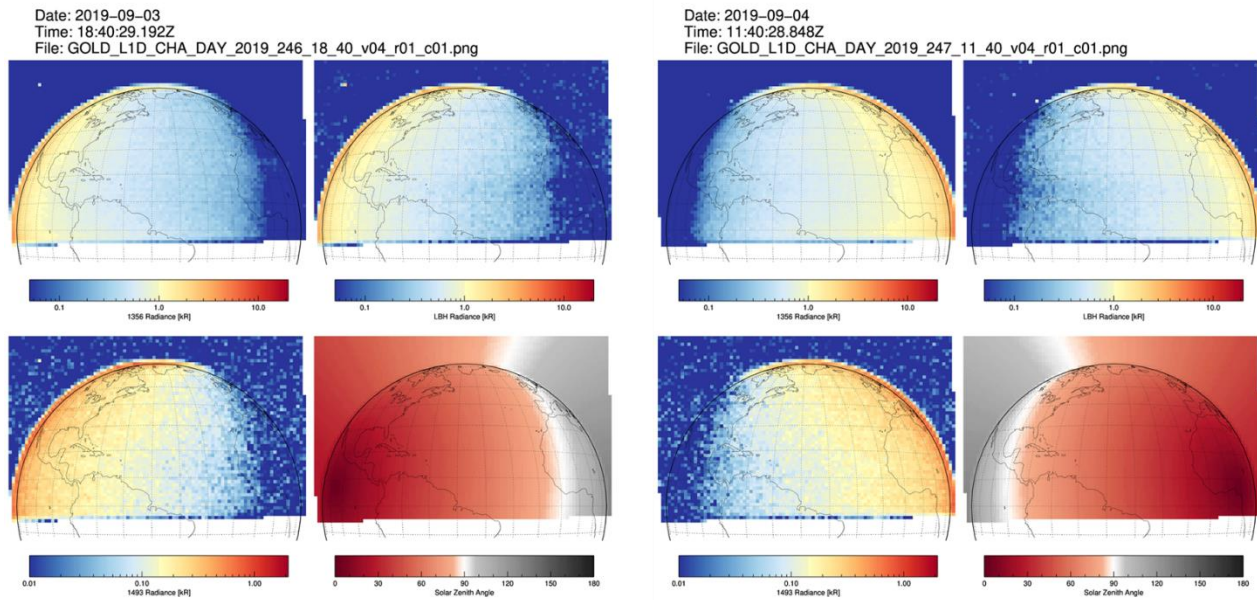 Date: 2019-09-03
Time: 18:40:29.192Z
File: GOLD_L1D_CHA_DAY_2019_246_18_40_v04_r01_c01.png
0.1 1.0 10.0
1356 Radiance [kR]
0.1 1.0 10.0
LBH Radiance [kR]
0.01 0.10 1.00
1493 Radiance [kR]
0 30 60 90 120 150 180
Solar Zenith Angle
Date: 2019-09-04
Time: 11:40:28.848Z
File: GOLD_L1D_CHA_DAY_2019_247_11_40_v04_r01_c01.png
0.1 1.0 10.0
1356 Radiance [kR]
0.1 1.0 10.0
LBH Radiance [kR]
0.01 0.10 1.00
1493 Radiance [kR]
0 30 60 90 120 150 180
Solar Zenith Angle